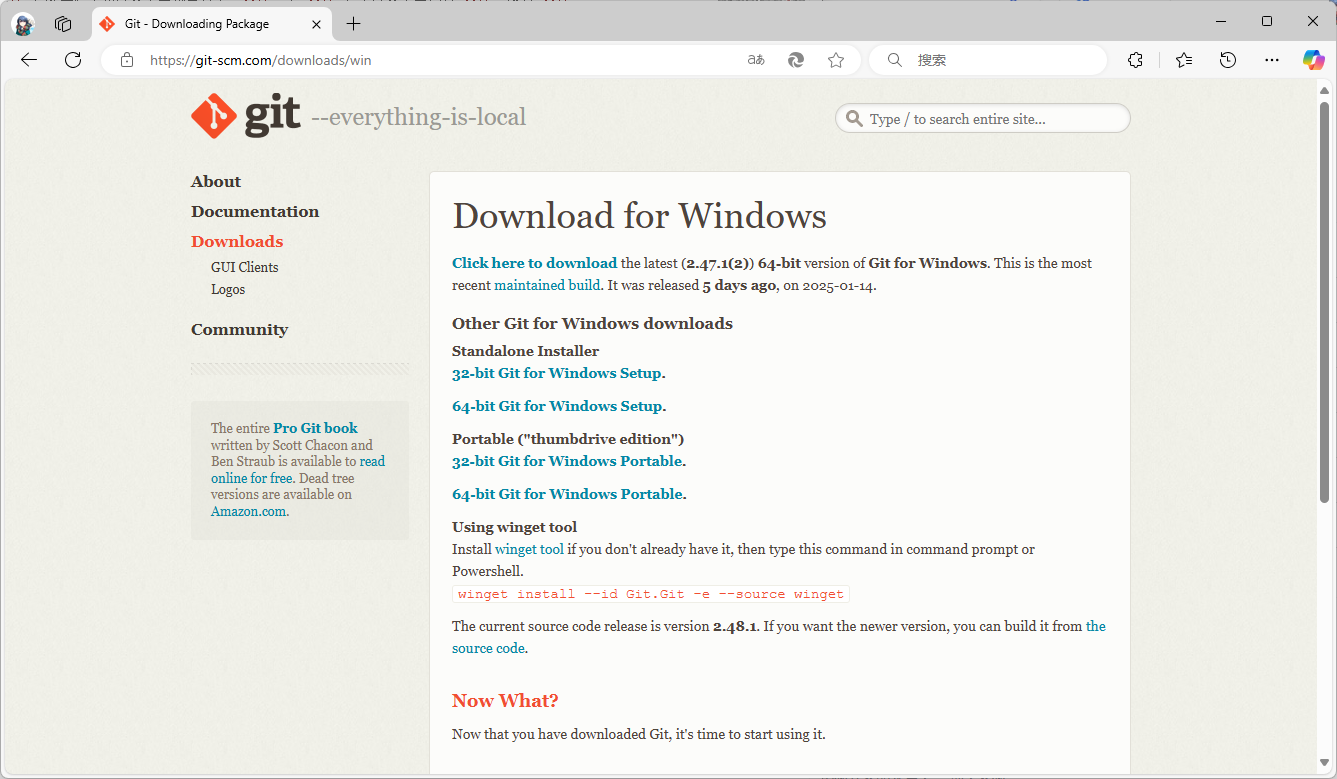 Git - Downloading Package
https://git-scm.com/downloads/win
aあ
搜索
git --everything-is-local
Type / to search entire site...
About
Documentation
Downloads
GUI Clients
Logos
Community
The entire Pro Git book
written by Scott Chacon and
Ben Straub is available to read
online for free. Dead tree
versions are available on
Amazon.com.
Download for Windows
Click here to download the latest (2.47.1(2)) 64-bit version of Git for Windows. This is the most
recent maintained build. It was released 5 days ago, on 2025-01-14.
Other Git for Windows downloads
Standalone Installer
32-bit Git for Windows Setup.
64-bit Git for Windows Setup.
Portable ("thumbdrive edition")
32-bit Git for Windows Portable.
64-bit Git for Windows Portable.
Using winget tool
Install winget tool if you don't already have it, then type this command in command prompt or
Powershell.
winget install --id Git.Git -e --source winget
The current source code release is version 2.48.1. If you want the newer version, you can build it from the
source code.
Now What?
Now that you have downloaded Git, it's time to start using it.